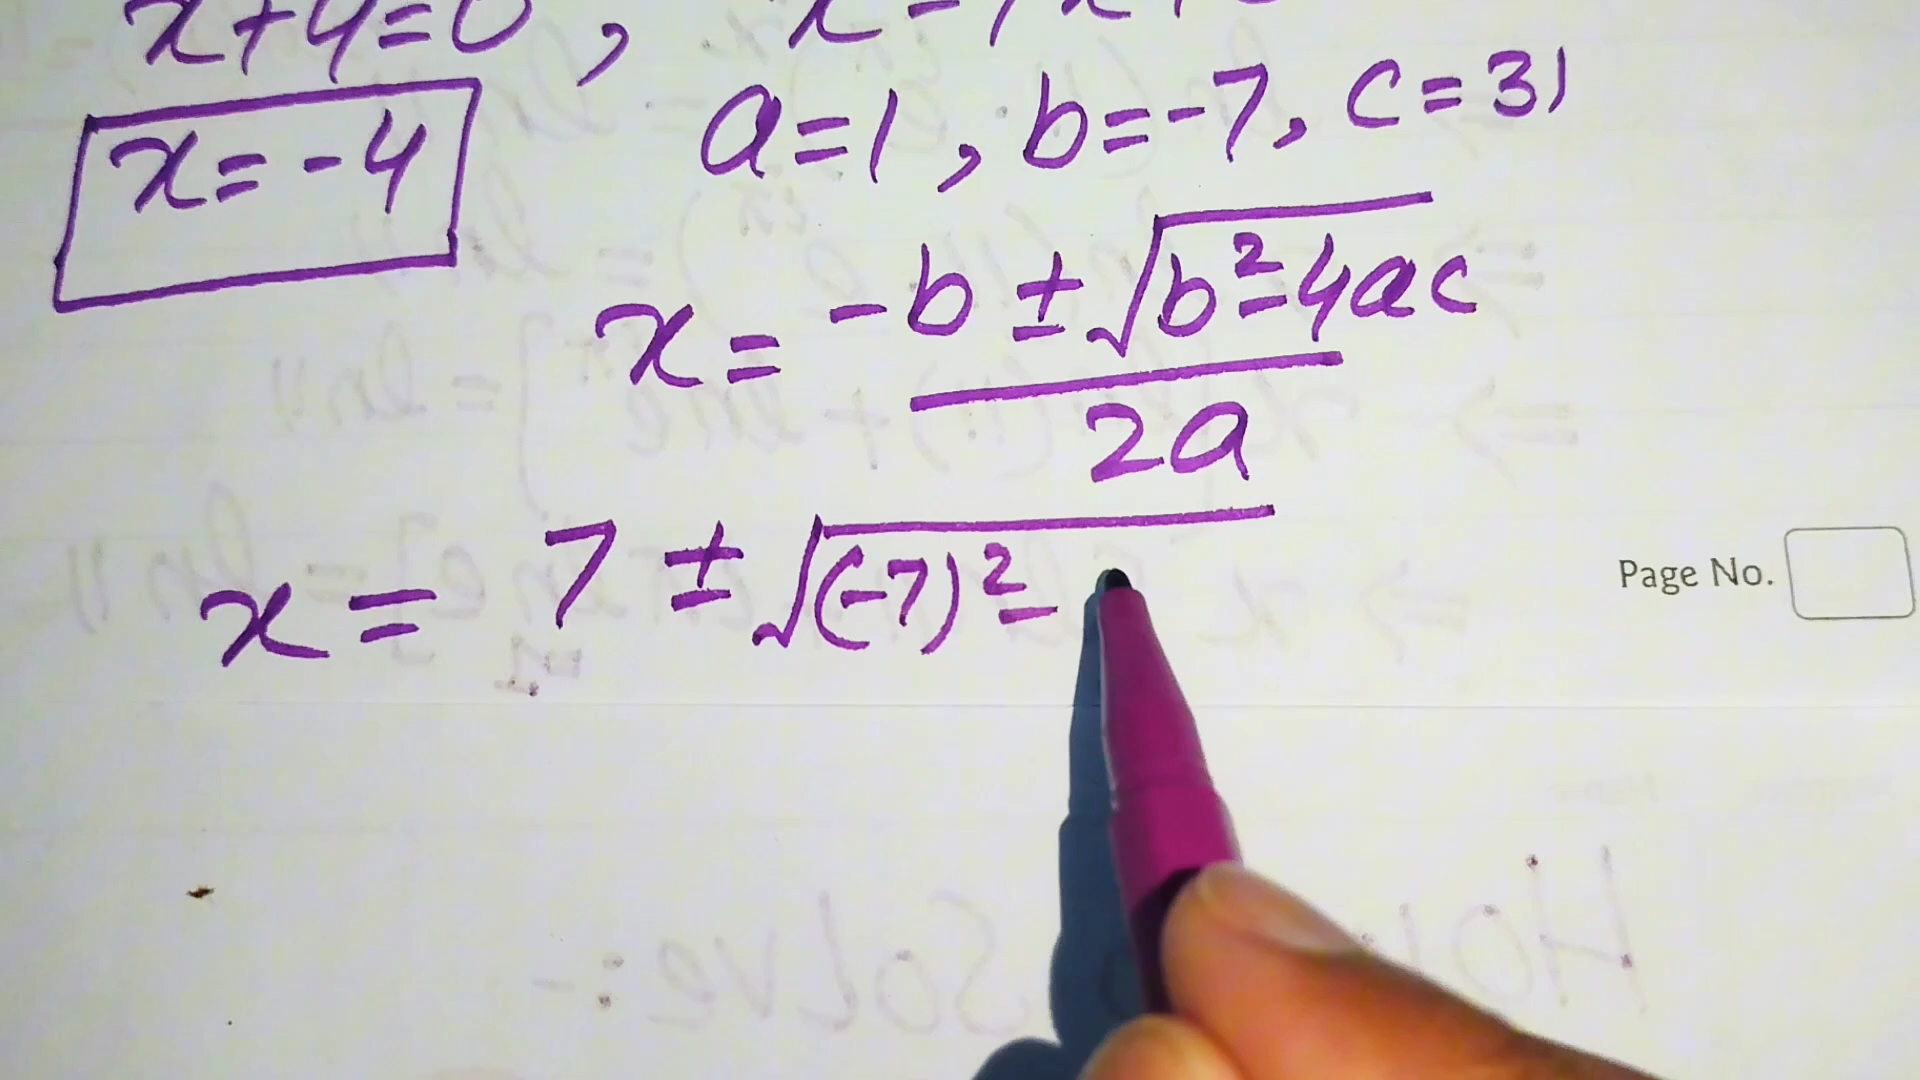 x+4=0,
a=1, b=-7, c=31
x=-4
x = -b ± √b²-4ac
2a
x = 7 ± √(-7)² -
Page No.